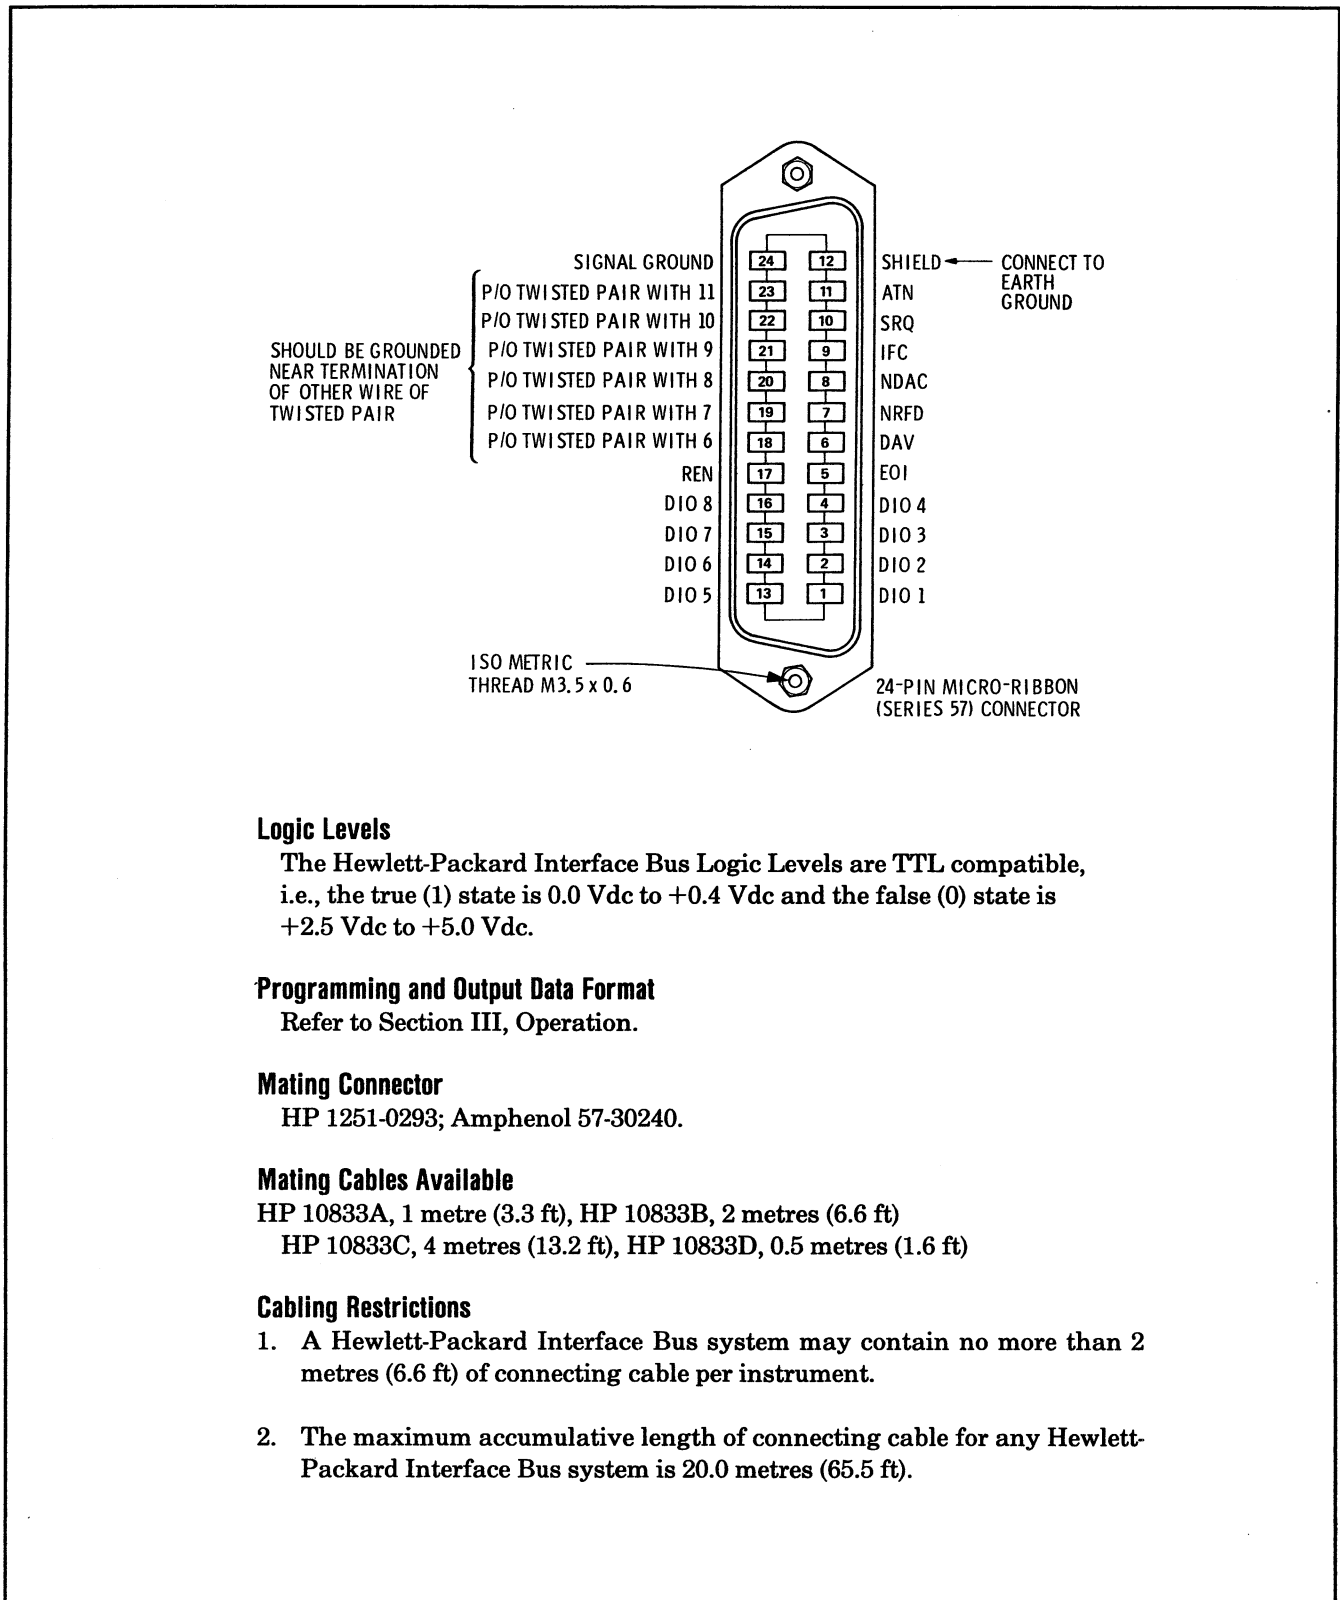 SIGNAL GROUND 24 12 SHIELD CONNECT TO
EARTH
GROUND
P/O TWISTED PAIR WITH 11 23 11 ATN
P/O TWISTED PAIR WITH 10 22 10 SRQ
P/O TWISTED PAIR WITH 9 21 9 IFC
P/O TWISTED PAIR WITH 8 20 8 NDAC
P/O TWISTED PAIR WITH 7 19 7 NRFD
P/O TWISTED PAIR WITH 6 18 6 DAV
SHOULD BE GROUNDED
NEAR TERMINATION
OF OTHER WIRE OF
TWISTED PAIR
REN 17 5 EOI
DIO 8 16 4 DIO 4
DIO 7 15 3 DIO 3
DIO 6 14 2 DIO 2
DIO 5 13 1 DIO 1
ISO METRIC
THREAD M3.5 x 0.6
24-PIN MICRO-RIBBON
(SERIES 57) CONNECTOR
Logic Levels
The Hewlett-Packard Interface Bus Logic Levels are TTL compatible,
i.e., the true (1) state is 0.0 Vdc to +0.4 Vdc and the false (0) state is
+2.5 Vdc to +5.0 Vdc.
Programming and Output Data Format
Refer to Section III, Operation.
Mating Connector
HP 1251-0293; Amphenol 57-30240.
Mating Cables Available
HP 10833A, 1 metre (3.3 ft), HP 10833B, 2 metres (6.6 ft)
HP 10833C, 4 metres (13.2 ft), HP 10833D, 0.5 metres (1.6 ft)
Cabling Restrictions
1. A Hewlett-Packard Interface Bus system may contain no more than 2
metres (6.6 ft) of connecting cable per instrument.
2. The maximum accumulative length of connecting cable for any Hewlett-
Packard Interface Bus system is 20.0 metres (65.5 ft).